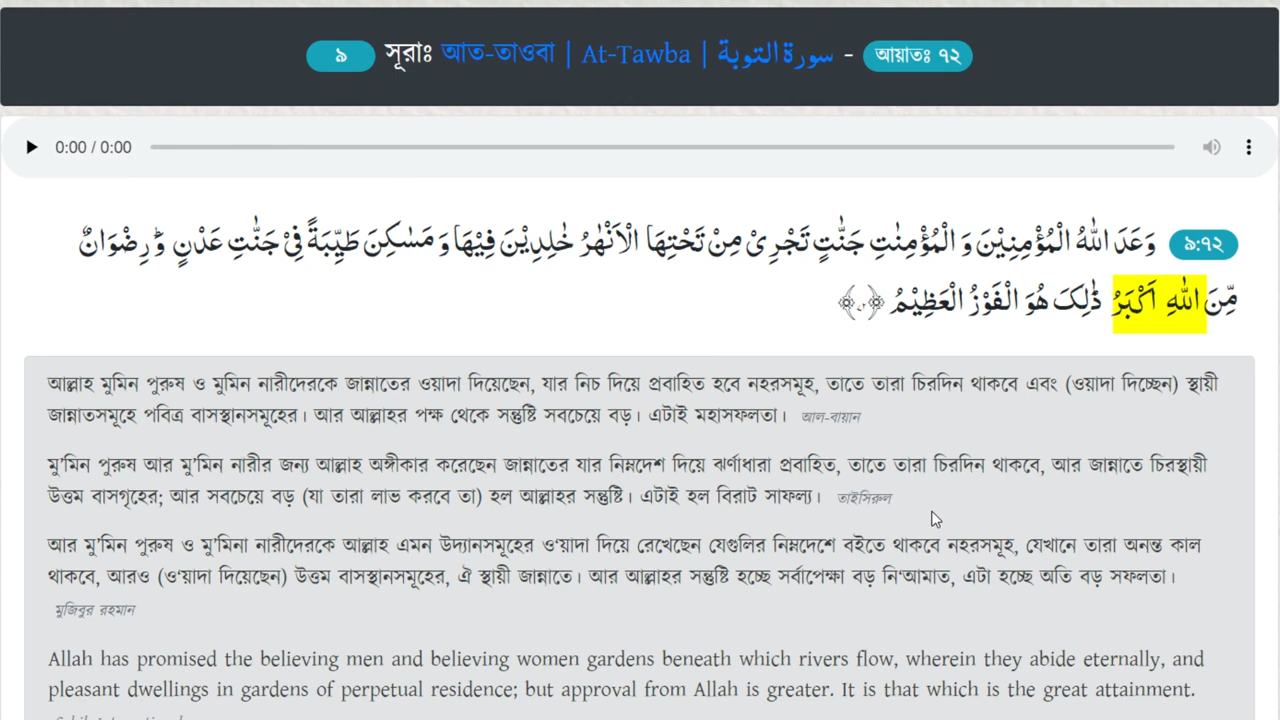 ৯ সূরাঃ আত-তাওবা | At-Tawba | سورة التوبة - আয়াতঃ ৭২
0:00 / 0:00
৯:৭২ وَعَدَ اللّٰهُ الْمُؤْمِنِیْنَ وَ الْمُؤْمِنٰتِ جَنّٰتٍ تَجْرِیْ مِنْ تَحْتِهَا الْاَنْهٰرُ خٰلِدِیْنَ فِیْهَا وَ مَسٰكِنَ طَیِّبَةً فِیْ جَنّٰتِ عَدْنٍ ؕ وَ رِضْوَانٌ
مِّنَ اللّٰهِ اَكْبَرُ ؕ ذٰلِكَ هُوَ الْفَوْزُ الْعَظِیْمُ ﴿۷۲﴾
আল্লাহ মুমিন পুরুষ ও মুমিন নারীদেরকে জান্নাতের ওয়াদা দিয়েছেন, যার নিচ দিয়ে প্রবাহিত হবে নহরসমূহ, তাতে তারা চিরদিন থাকবে এবং (ওয়াদা দিচ্ছেন) স্থায়ী
জান্নাতসমূহে পবিত্র বাসস্থানসমূহের। আর আল্লাহর পক্ষ থেকে সন্তুষ্টি সবচেয়ে বড়। এটাই মহাসফলতা। আল-বায়ান
মু’মিন পুরুষ আর মু’মিন নারীর জন্য আল্লাহ অঙ্গীকার করেছেন জান্নাতের যার নিম্নদেশ দিয়ে ঝর্ণাধারা প্রবাহিত, তাতে তারা চিরদিন থাকবে, আর জান্নাতে চিরস্থায়ী
উত্তম বাসগৃহের; আর সবচেয়ে বড় (যা তারা লাভ করবে তা) হল আল্লাহর সন্তুষ্টি। এটাই হল বিরাট সাফল্য। তাইসিরুল
আর মু’মিন পুরুষ ও মু’মিনা নারীদেরকে আল্লাহ এমন উদ্যানসমূহের ও‘য়াদা দিয়ে রেখেছেন যেগুলির নিম্নদেশে বইতে থাকবে নহরসমূহ, যেখানে তারা অনন্ত কাল
থাকবে, আরও (ও‘য়াদা দিয়েছেন) উত্তম বাসস্থানসমূহের, ঐ স্থায়ী জান্নাতে। আর আল্লাহর সন্তুষ্টি হচ্ছে সর্বাপেক্ষা বড় নি‘আমাত, এটা হচ্ছে অতি বড় সফলতা।
মুজিবুর রহমান
Allah has promised the believing men and believing women gardens beneath which rivers flow, wherein they abide eternally, and
pleasant dwellings in gardens of perpetual residence; but approval from Allah is greater. It is that which is the great attainment.